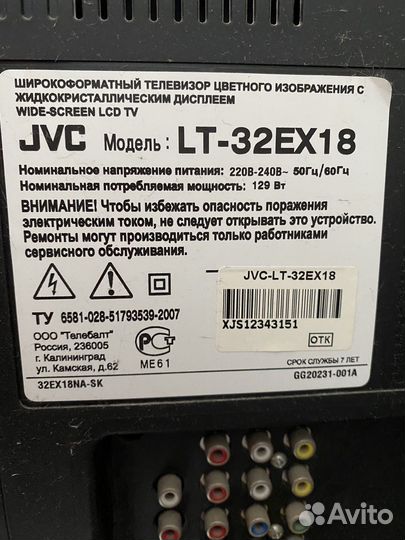 ШИРОКОФОРМАТНЫЙ ТЕЛЕВИЗОР ЦВЕТНОГО ИЗОБРАЖЕНИЯ С
ЖИДКОКРИСТАЛЛИЧЕСКИМ ДИСПЛЕЕМ
WIDE-SCREEN LCD TV
JVC Модель: LT-32EX18
Номинальное напряжение питания: 220В-240В~ 50Гц/60Гц
Номинальная потребляемая мощность: 129 Вт
ВНИМАНИЕ! Чтобы избежать опасность поражения
электрическим током, не следует открывать это устройство.
Ремонты могут производиться только работниками
сервисного обслуживания.
JVC-LT-32EX18
XJS12343151
ОТК
ТУ 6581-028-51793539-2007
ООО "Телебалт"
Россия, 236005
г. Калининград
ул. Камская, д.62
РСТ
МЕ61
СРОК СЛУЖБЫ 7 ЛЕТ
32EX18NA-SK
GG20231-001A
Avito